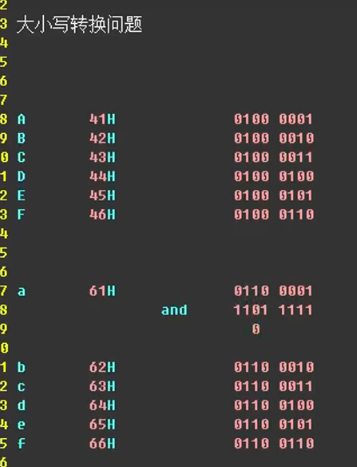 2
3 大小写转换问题
4
5
6
7
8 A 41H 0100 0001
9 B 42H 0100 0010
0 C 43H 0100 0011
1 D 44H 0100 0100
2 E 45H 0100 0101
3 F 46H 0100 0110
4
5
6
7 a 61H 0110 0001
8 and 1101 1111
9 0
0
1 b 62H 0110 0010
2 c 63H 0110 0011
3 d 64H 0110 0100
4 e 65H 0110 0101
5 f 66H 0110 0110
6